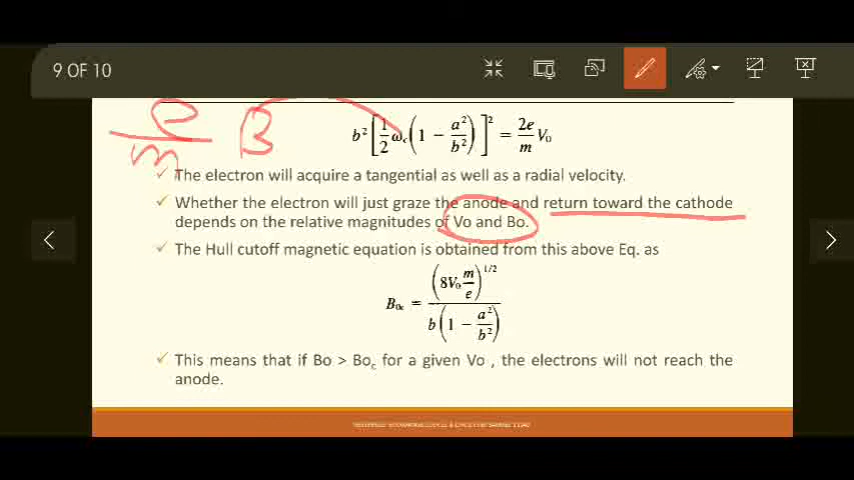 9 OF 10
e/m B
b² [ 1/2 ω_c ( 1 − a²/b² ) ]² = 2e/m V₀
✓ The electron will acquire a tangential as well as a radial velocity.
✓ Whether the electron will just graze the anode and return toward the cathode
depends on the relative magnitudes of Vo and Bo.
✓ The Hull cutoff magnetic equation is obtained from this above Eq. as
B₀c = (8V₀ m/e)^1/2 / b ( 1 − a²/b² )
✓ This means that if Bo > Bo_c for a given Vo , the electrons will not reach the
anode.